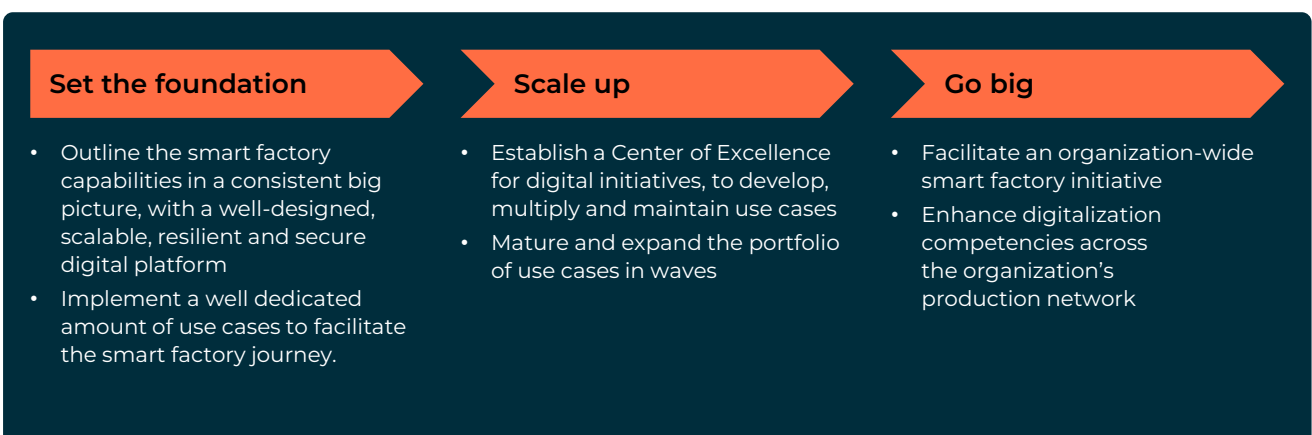 Set the foundation
• Outline the smart factory
capabilities in a consistent big
picture, with a well-designed,
scalable, resilient and secure
digital platform
• Implement a well dedicated
amount of use cases to facilitate
the smart factory journey.
Scale up
• Establish a Center of Excellence
for digital initiatives, to develop,
multiply and maintain use cases
• Mature and expand the portfolio
of use cases in waves
Go big
• Facilitate an organization-wide
smart factory initiative
• Enhance digitalization
competencies across
the organization's
production network